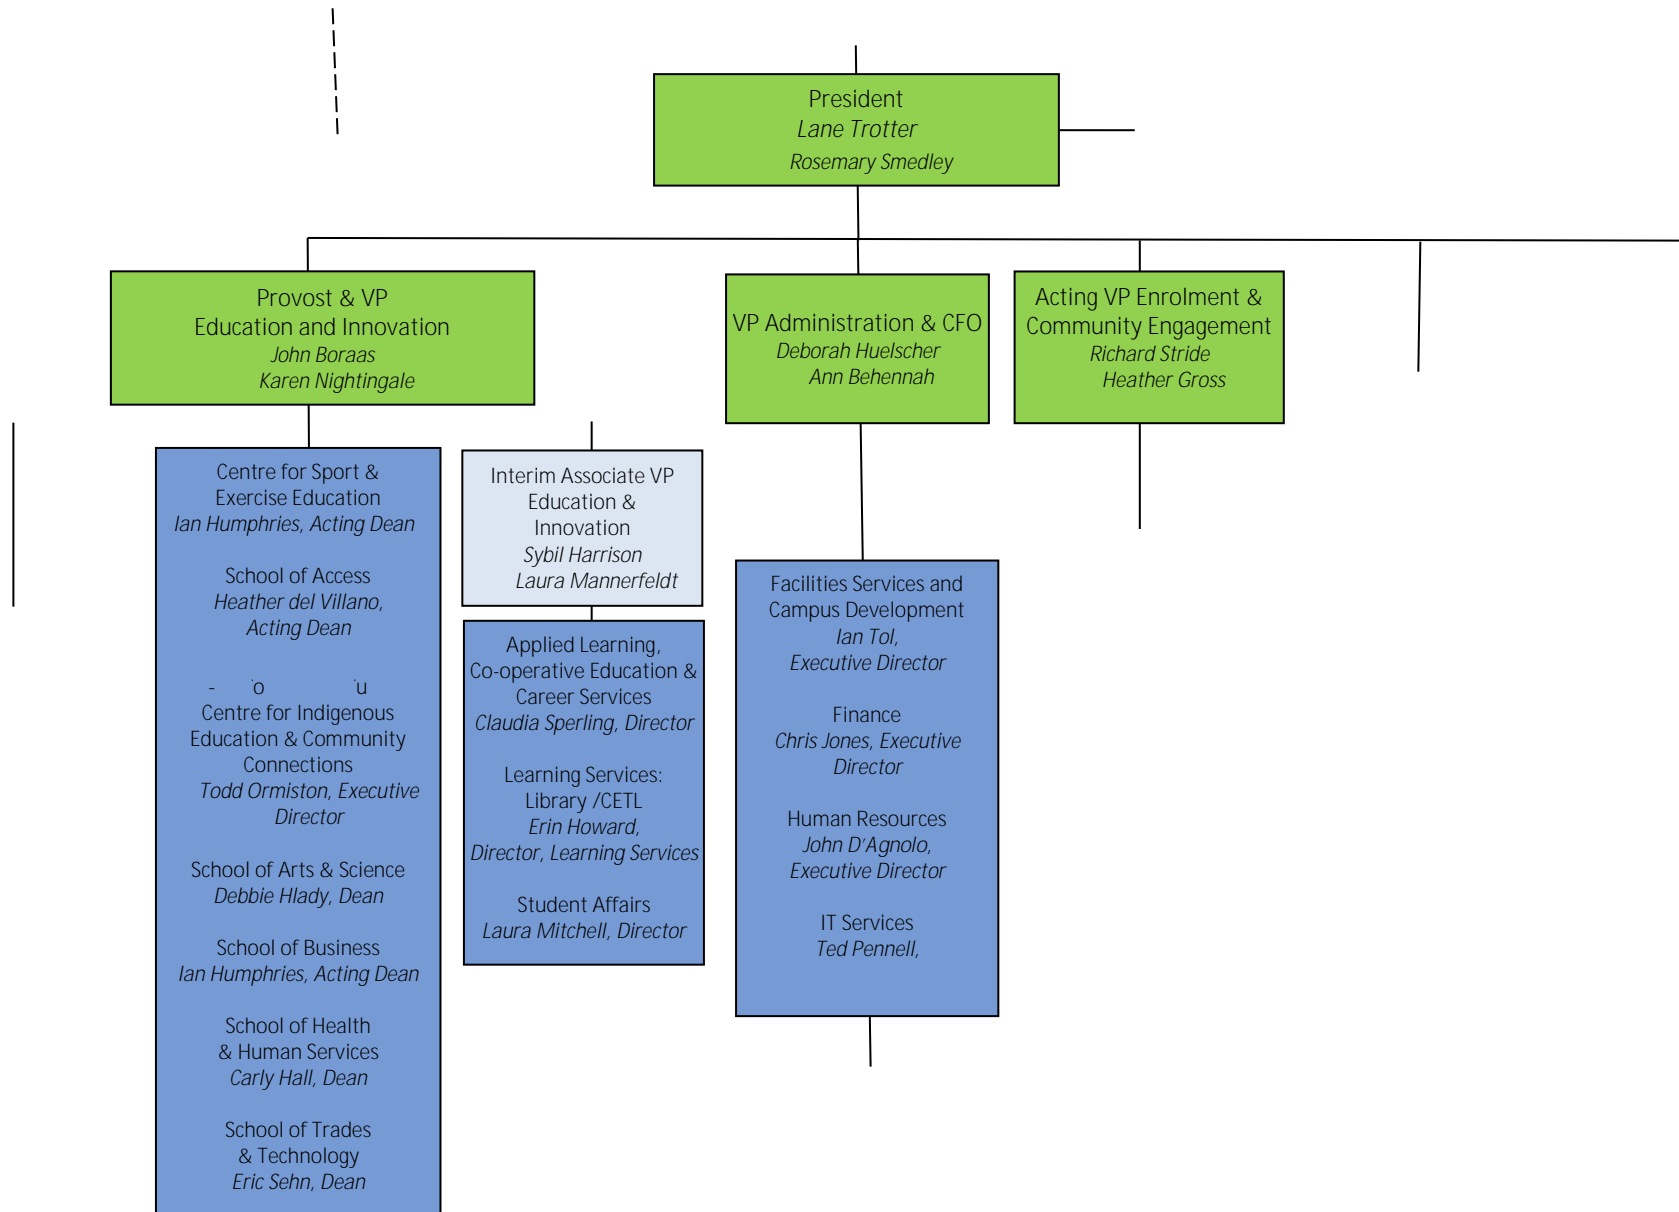 President
Lane Trotter
Rosemary Smedley
Provost & VP
Education and Innovation
John Boraas
Karen Nightingale
VP Administration & CFO
Deborah Huelscher
Ann Behennah
Acting VP Enrolment &
Community Engagement
Richard Stride
Heather Gross
Centre for Sport &
Exercise Education
Ian Humphries, Acting Dean
School of Access
Heather del Villano,
Acting Dean
Centre for Indigenous
Education & Community
Connections
Todd Ormiston, Executive
Director
School of Arts & Science
Debbie Hlady, Dean
School of Business
Ian Humphries, Acting Dean
School of Health
& Human Services
Carly Hall, Dean
School of Trades
& Technology
Eric Sehn, Dean
Interim Associate VP
Education &
Innovation
Sybil Harrison
Laura Mannerfeldt
Applied Learning,
Co-operative Education &
Career Services
Claudia Sperling, Director
Learning Services:
Library /CETL
Erin Howard,
Director, Learning Services
Student Affairs
Laura Mitchell, Director
Facilities Services and
Campus Development
Ian Tol,
Executive Director
Finance
Chris Jones, Executive
Director
Human Resources
John D'Agnolo,
Executive Director
IT Services
Ted Pennell,